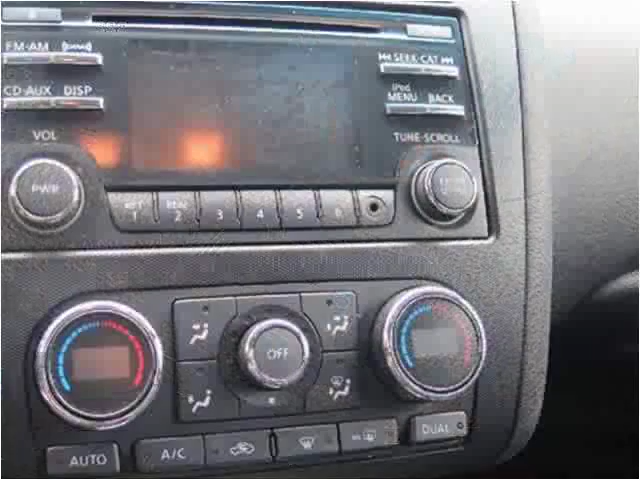 FM·AM
SEEK·CAT
iPod
MENU BACK
CD·AUX DISP
VOL
TUNE·SCROLL
PWR
1 2 3 4 5 6
OFF
AUTO A/C DUAL